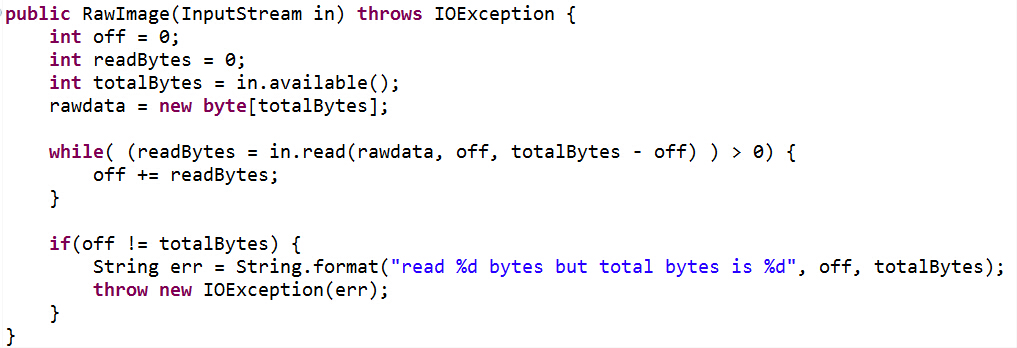 public RawImage(InputStream in) throws IOException {
    int off = 0;
    int readBytes = 0;
    int totalBytes = in.available();
    rawdata = new byte[totalBytes];

    while( (readBytes = in.read(rawdata, off, totalBytes - off) ) > 0) {
        off += readBytes;
    }

    if(off != totalBytes) {
        String err = String.format("read %d bytes but total bytes is %d", off, totalBytes);
        throw new IOException(err);
    }
}